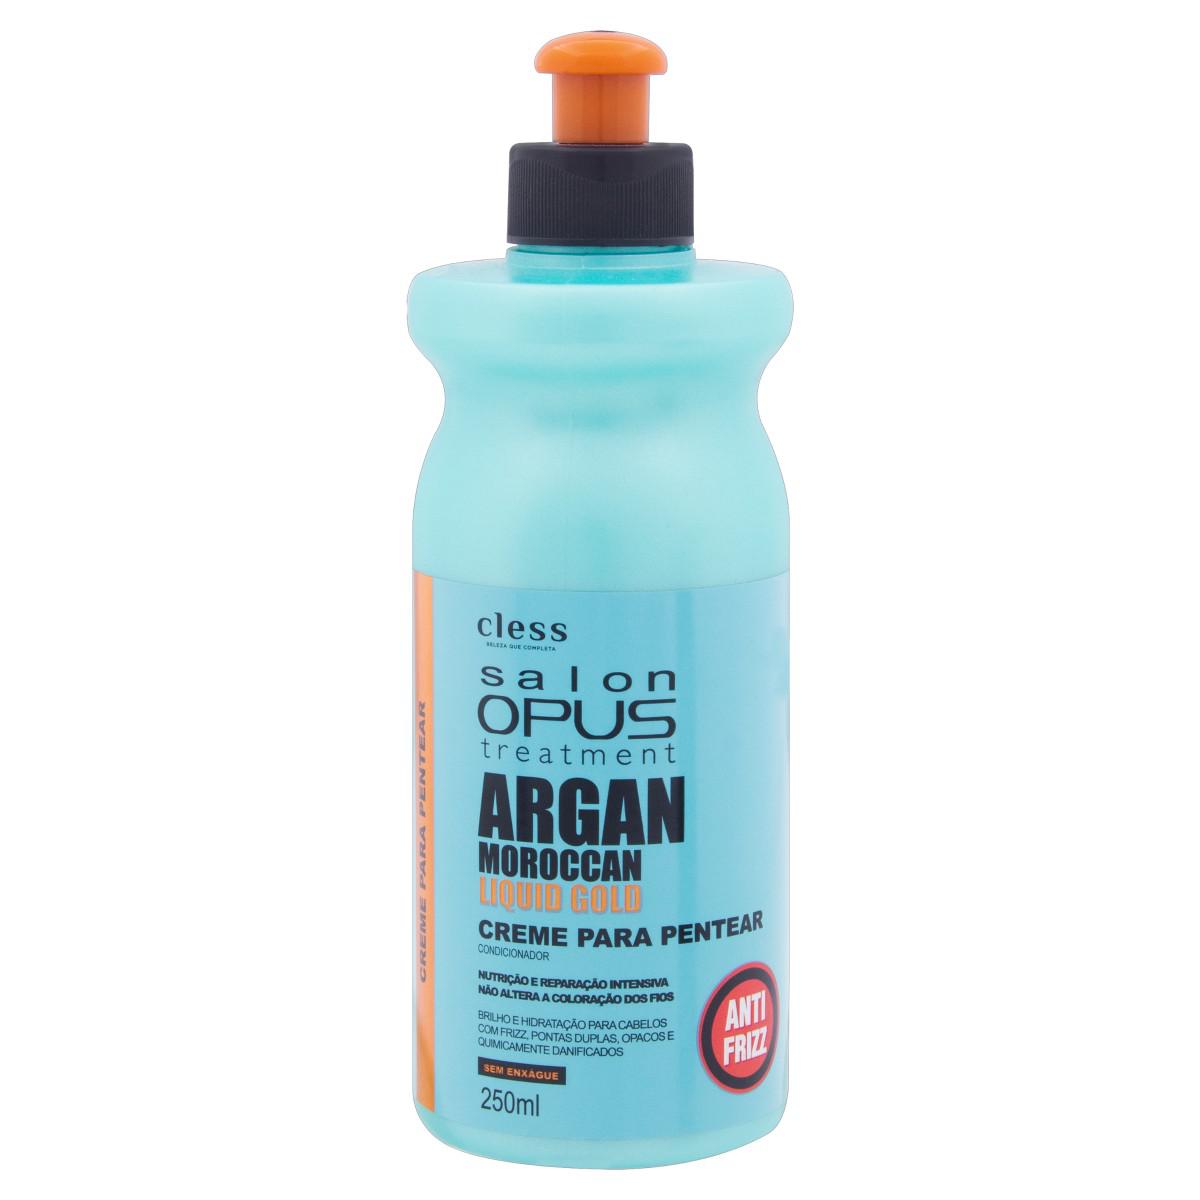 cless
BELEZA QUE COMPLETA
salon
OPUS
treatment
ARGAN
MOROCCAN
LIQUID GOLD
CREME PARA PENTEAR
CONDICIONADOR
NUTRIÇÃO E REPARAÇÃO INTENSIVA
NÃO ALTERA A COLORAÇÃO DOS FIOS
BRILHO E HIDRATAÇÃO PARA CABELOS
COM FRIZZ, PONTAS DUPLAS, OPACOS E
QUIMICAMENTE DANIFICADOS
SEM ENXÁGUE
250ml
ANTI
FRIZZ
CREME PARA PENTEAR